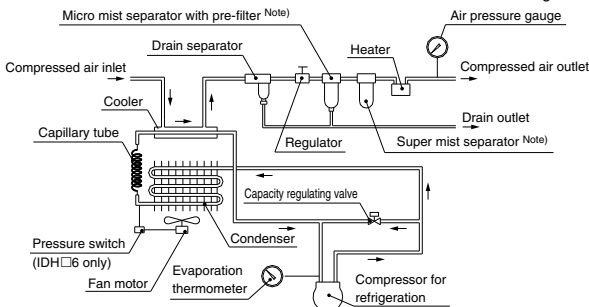 Micro mist separator with pre-filter Note)
Air pressure gauge
Drain separator
Heater
Compressed air inlet
Compressed air outlet
Cooler
Drain outlet
Capillary tube
Regulator
Super mist separator Note)
Capacity regulating valve
Pressure switch
(IDH□6 only)
Condenser
Fan motor
Evaporation
thermometer
Compressor for
refrigeration